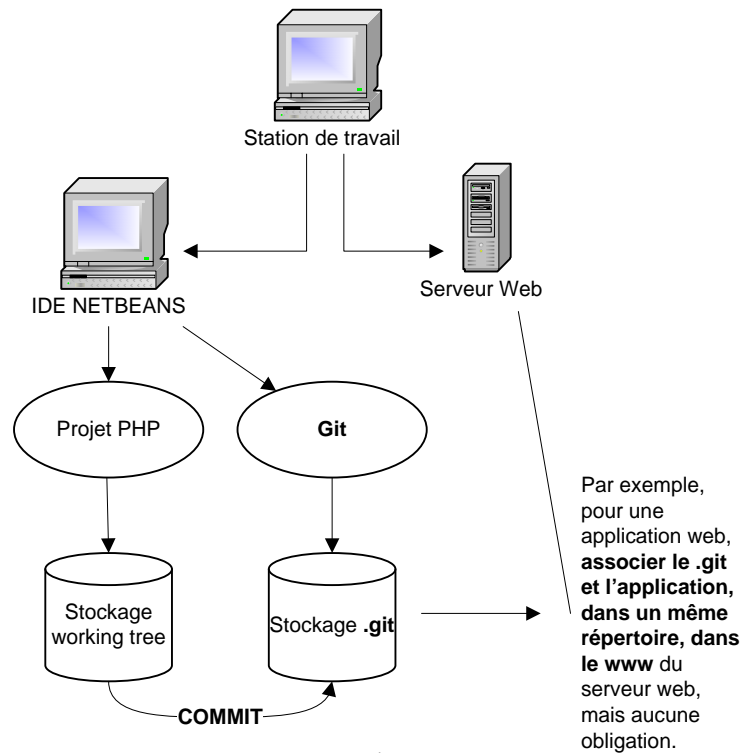 Station de travail
IDE NETBEANS
Serveur Web
Projet PHP
Git
Stockage
working tree
Stockage .git
COMMIT
Par exemple,
pour une
application web,
associer le .git
et l’application,
dans un même
répertoire, dans
le www du
serveur web,
mais aucune
obligation.